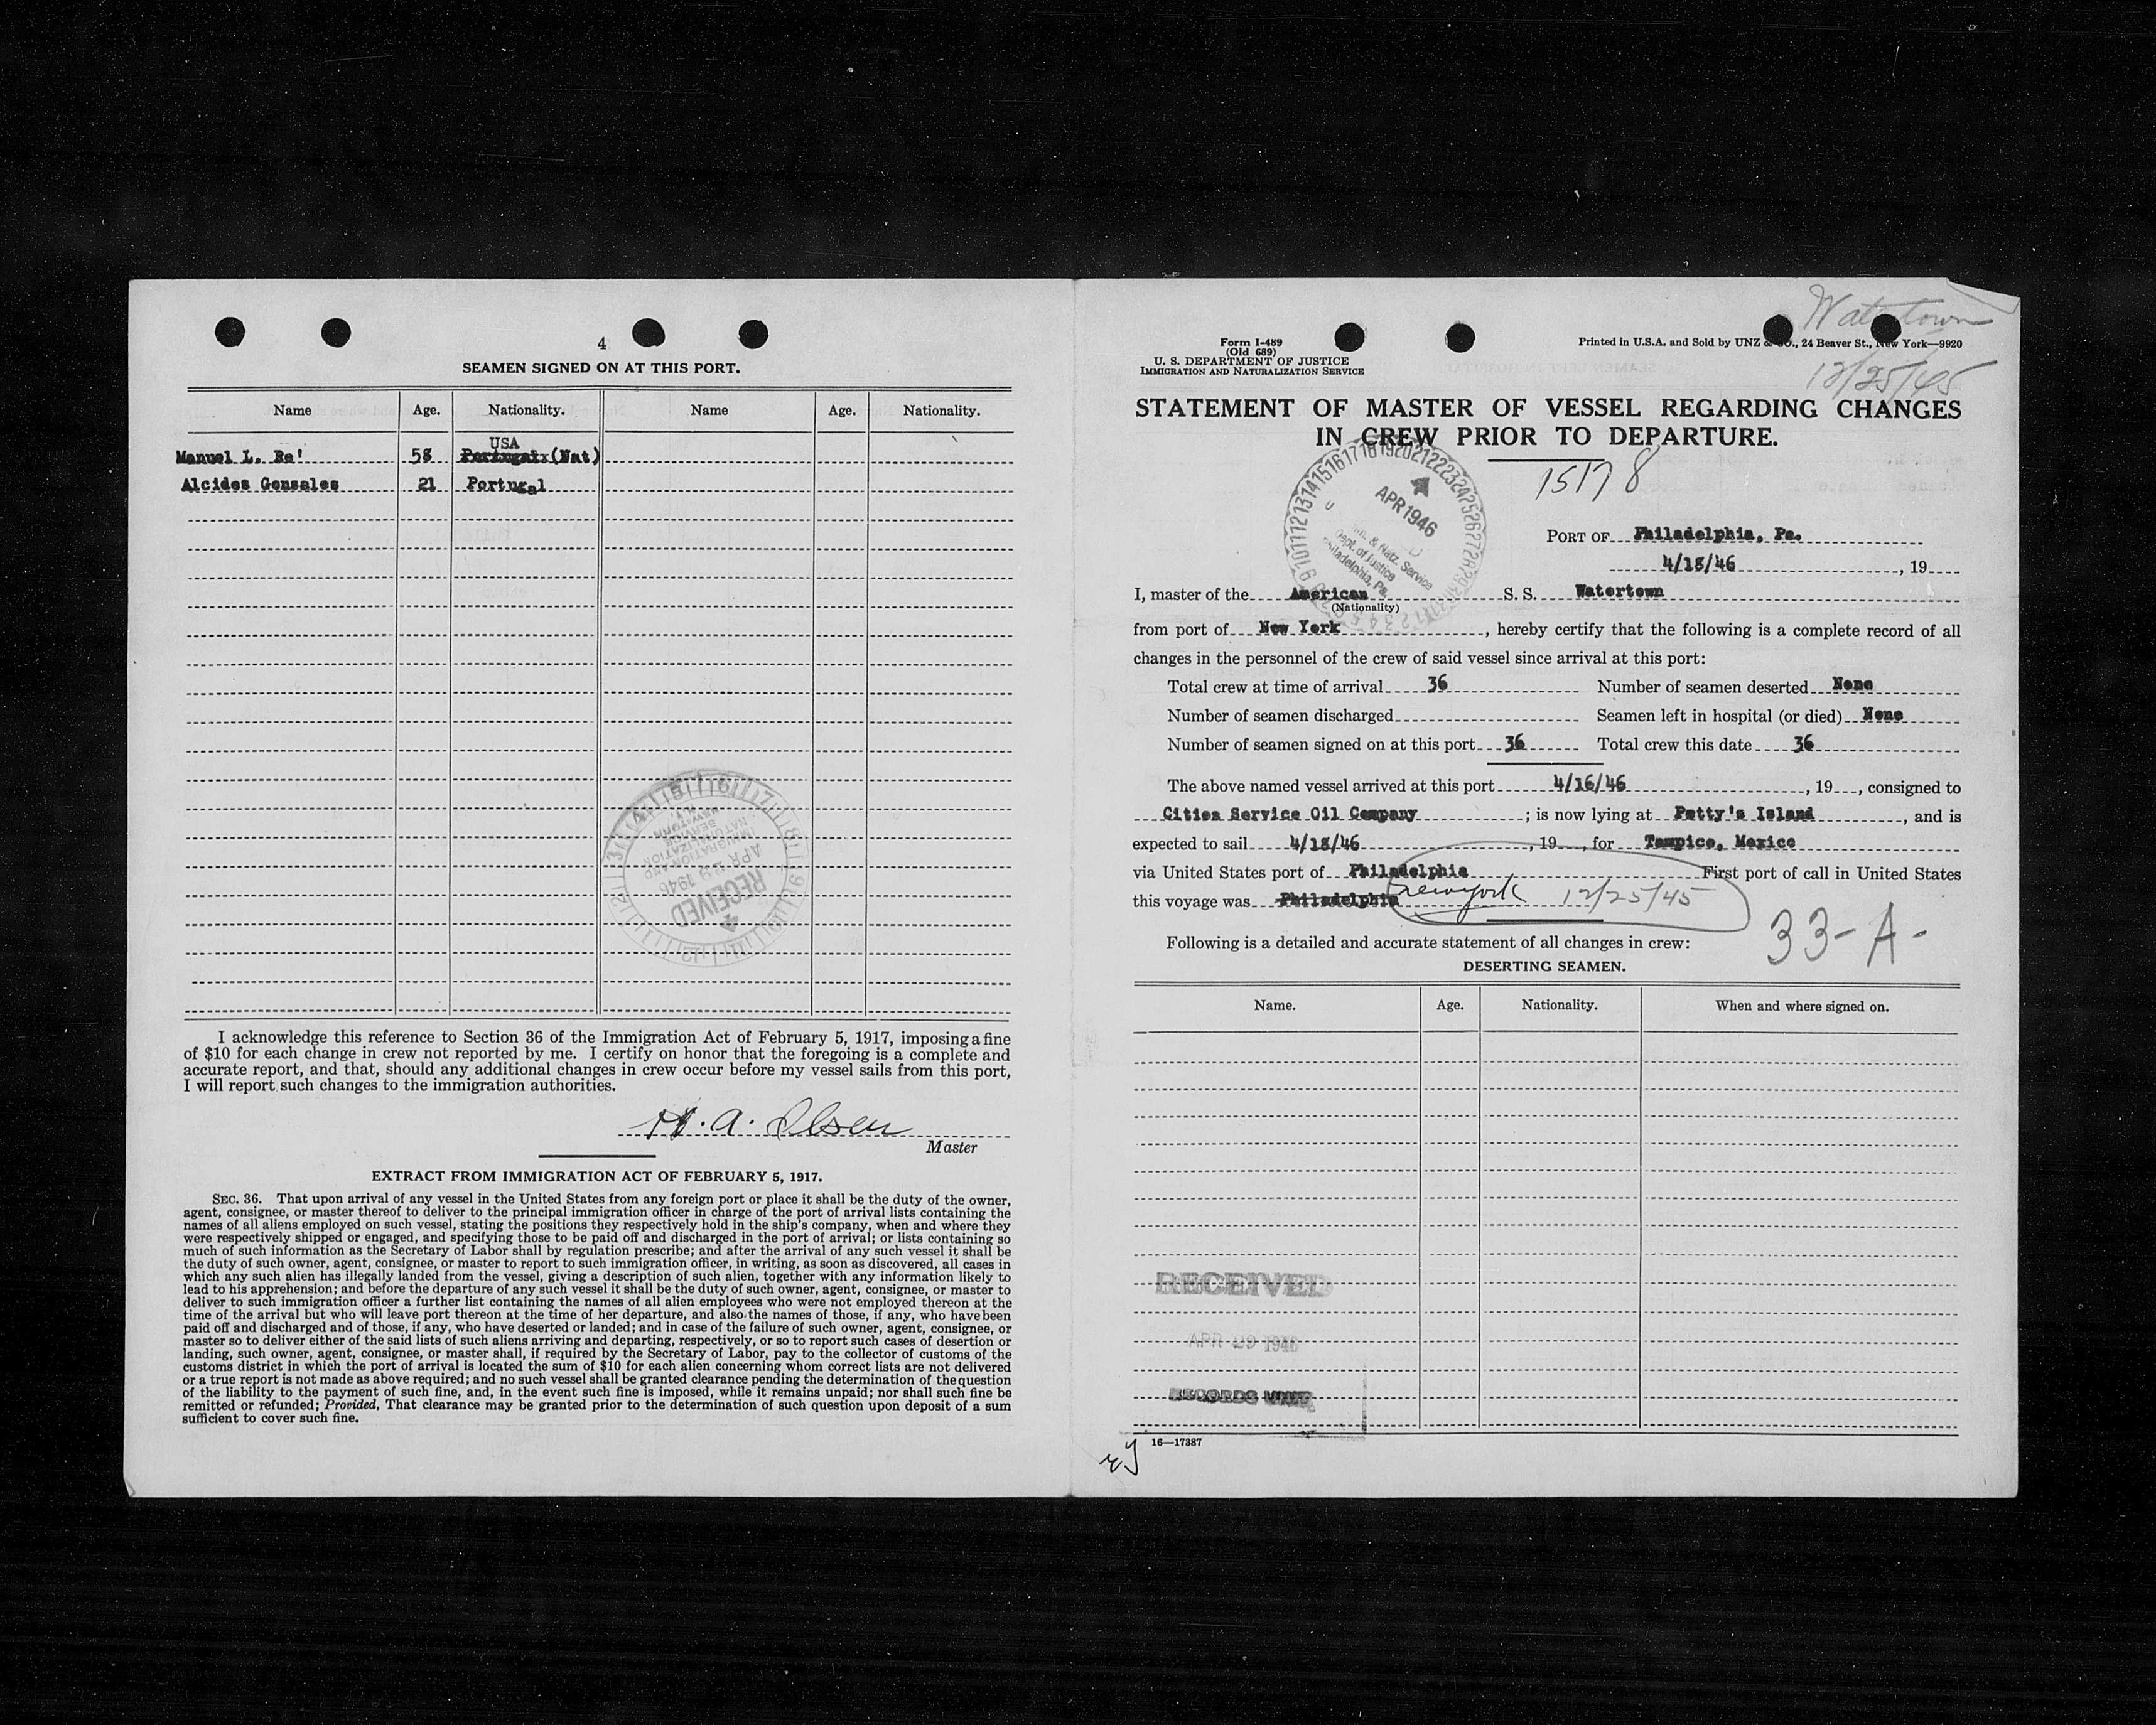 4
SEAMEN SIGNED ON AT THIS PORT.
Name Age. Nationality. Name Age. Nationality.
USA
Manuel L. Re' 58 Portugal x (Nat)
Alcides Gonsales 21 Portugal
RECEIVED
APR 29 1946
IMMIGRATION AND
NATURALIZATION
SERVICE
I acknowledge this reference to Section 36 of the Immigration Act of February 5, 1917, imposing a fine
of $10 for each change in crew not reported by me. I certify on honor that the foregoing is a complete and
accurate report, and that, should any additional changes in crew occur before my vessel sails from this port,
I will report such changes to the immigration authorities.
H. A. Olsen
Master
EXTRACT FROM IMMIGRATION ACT OF FEBRUARY 5, 1917.
SEC. 36. That upon arrival of any vessel in the United States from any foreign port or place it shall be the duty of the owner,
agent, consignee, or master thereof to deliver to the principal immigration officer in charge of the port of arrival lists containing the
names of all aliens employed on such vessel, stating the positions they respectively hold in the ship's company, when and where they
were respectively shipped or engaged, and specifying those to be paid off and discharged in the port of arrival; or lists containing so
much of such information as the Secretary of Labor shall by regulation prescribe; and after the arrival of any such vessel it shall be
the duty of such owner, agent, consignee, or master to report to such immigration officer, in writing, as soon as discovered, all cases in
which any such alien has illegally landed from the vessel, giving a description of such alien, together with any information likely to
lead to his apprehension; and before the departure of any such vessel it shall be the duty of such owner, agent, consignee, or master to
deliver to such immigration officer a further list containing the names of all alien employees who were not employed thereon at the
time of the arrival but who will leave port thereon at the time of her departure, and also the names of those, if any, who have been
paid off and discharged and of those, if any, who have deserted or landed; and in case of the failure of such owner, agent, consignee, or
master so to deliver either of the said lists of such aliens arriving and departing, respectively, or so to report such cases of desertion or
landing, such owner, agent, consignee, or master shall, if required by the Secretary of Labor, pay to the collector of customs of the
customs district in which the port of arrival is located the sum of $10 for each alien concerning whom correct lists are not delivered
or a true report is not made as above required; and no such vessel shall be granted clearance pending the determination of the question
of the liability to the payment of such fine, and, in the event such fine is imposed, while it remains unpaid; nor shall such fine be
remitted or refunded; Provided, That clearance may be granted prior to the determination of such question upon deposit of a sum
sufficient to cover such fine.
Watertown
12/25/45
Form I-489
(Old 689)
U. S. DEPARTMENT OF JUSTICE
IMMIGRATION AND NATURALIZATION SERVICE
Printed in U.S.A. and Sold by UNZ & CO., 24 Beaver St., New York—9920
STATEMENT OF MASTER OF VESSEL REGARDING CHANGES
IN CREW PRIOR TO DEPARTURE.
15178
APR 1946
Imm. & Natz. Service
Dept. of Justice
Philadelphia, Pa.
PORT OF Philadelphia, Pa.
4/18/46, 19
I, master of the American S. S. Watertown
(Nationality)
from port of New York, hereby certify that the following is a complete record of all
changes in the personnel of the crew of said vessel since arrival at this port:
Total crew at time of arrival 36 Number of seamen deserted None
Number of seamen discharged Seamen left in hospital (or died) None
Number of seamen signed on at this port 36 Total crew this date 36
The above named vessel arrived at this port 4/16/46, 19, consigned to
Cities Service Oil Company; is now lying at Petty's Island, and is
expected to sail 4/18/46, 19, for Tampico, Mexico
via United States port of Philadelphia First port of call in United States
this voyage was Philadelphia New York 12/25/45
33-A-
Following is a detailed and accurate statement of all changes in crew:
DESERTING SEAMEN.
Name. Age. Nationality. When and where signed on.
RECEIVED
APR 29 1946
RECORDS UNIT
16—17387